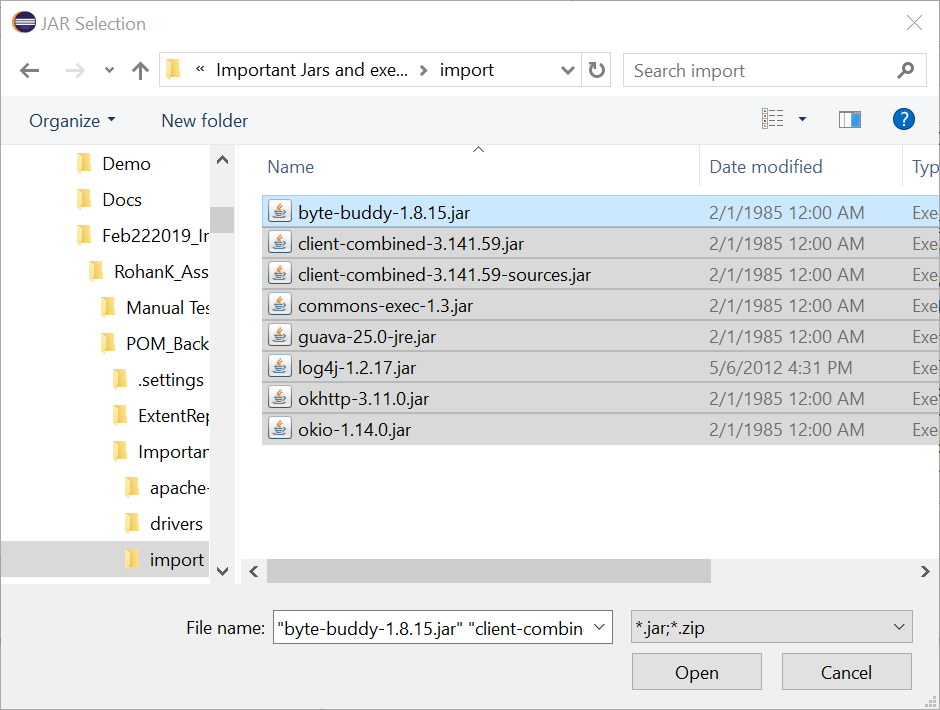 JAR Selection
« Important Jars and exe... > import
Search import
Organize
New folder
?
Demo
Docs
Feb222019_In
RohanK_Ass
Manual Tes
POM_Back
.settings
ExtentRep
Importan
apache-
drivers
import
Name Date modified Typ
byte-buddy-1.8.15.jar 2/1/1985 12:00 AM Exe
client-combined-3.141.59.jar 2/1/1985 12:00 AM Exe
client-combined-3.141.59-sources.jar 2/1/1985 12:00 AM Exe
commons-exec-1.3.jar 2/1/1985 12:00 AM Exe
guava-25.0-jre.jar 2/1/1985 12:00 AM Exe
log4j-1.2.17.jar 5/6/2012 4:31 PM Exe
okhttp-3.11.0.jar 2/1/1985 12:00 AM Exe
okio-1.14.0.jar 2/1/1985 12:00 AM Exe
File name: "byte-buddy-1.8.15.jar" "client-combin
*.jar;*.zip
Open
Cancel